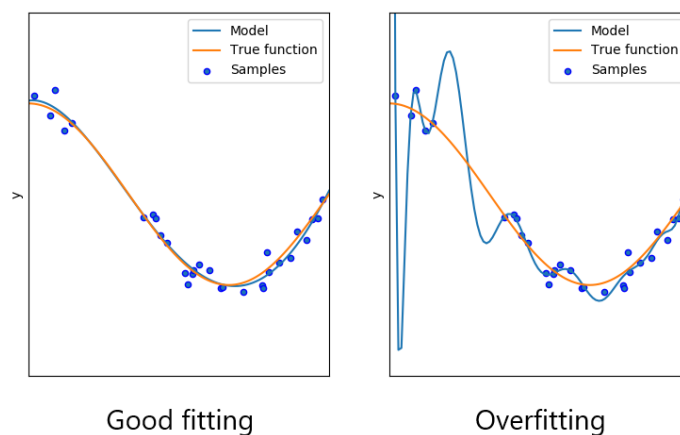 Model
True function
Samples
y
Good fitting
Model
True function
Samples
y
Overfitting